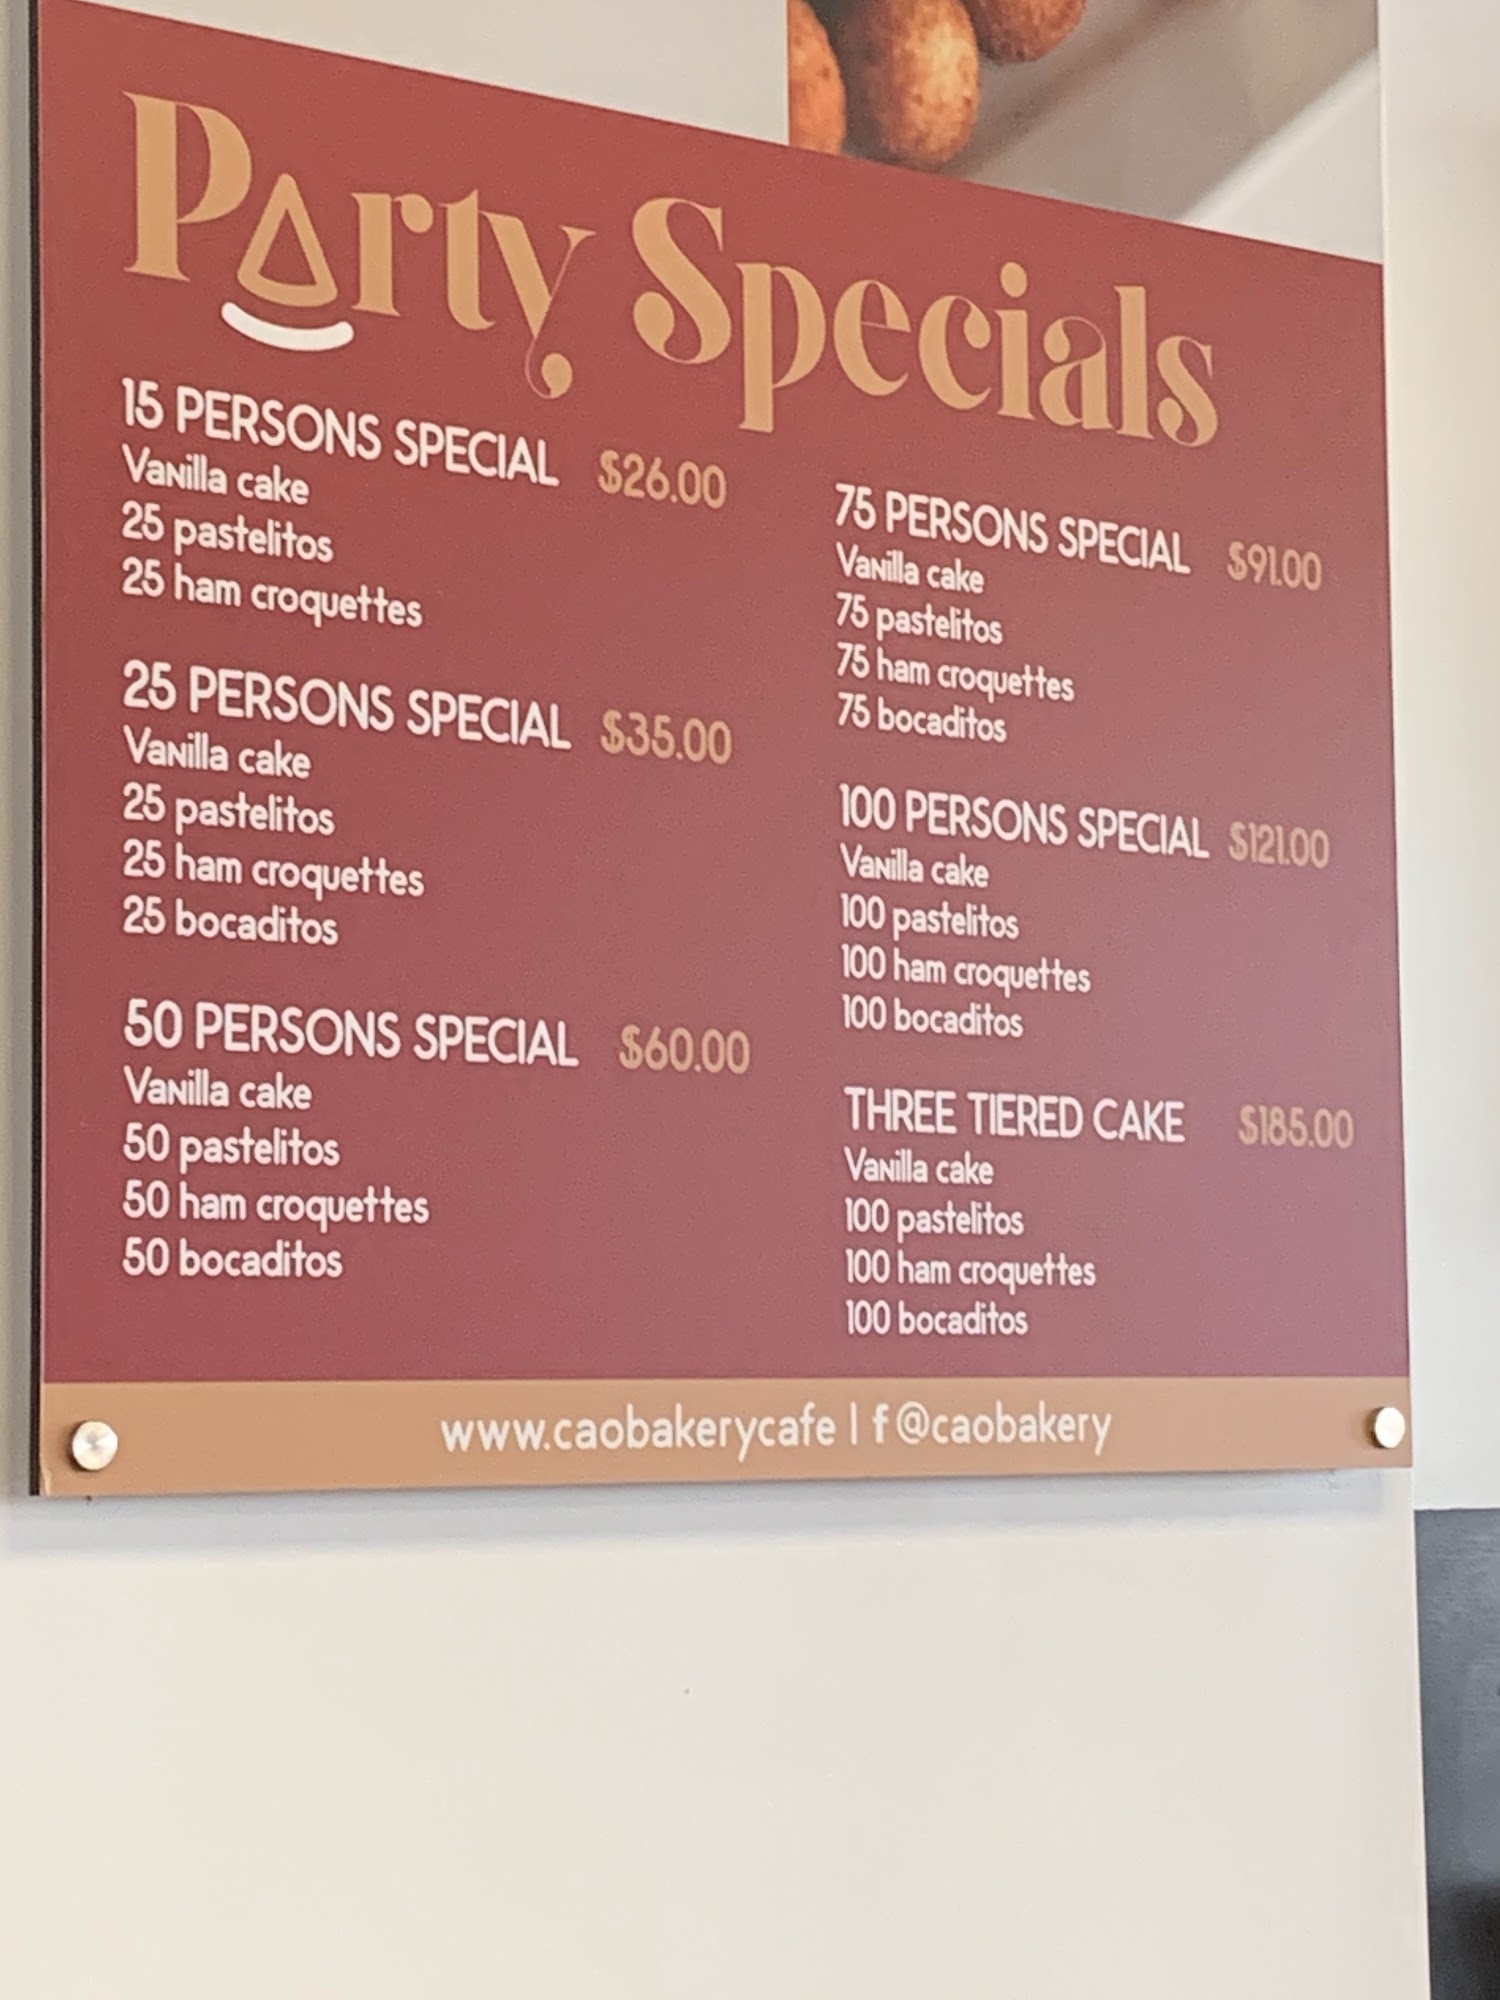 Party Specials
15 PERSONS SPECIAL $26.00
Vanilla cake
25 pastelitos
25 ham croquettes
25 PERSONS SPECIAL $35.00
Vanilla cake
25 pastelitos
25 ham croquettes
25 bocaditos
50 PERSONS SPECIAL $60.00
Vanilla cake
50 pastelitos
50 ham croquettes
50 bocaditos
75 PERSONS SPECIAL $91.00
Vanilla cake
75 pastelitos
75 ham croquettes
75 bocaditos
100 PERSONS SPECIAL $121.00
Vanilla cake
100 pastelitos
100 ham croquettes
100 bocaditos
THREE TIERED CAKE $185.00
Vanilla cake
100 pastelitos
100 ham croquettes
100 bocaditos
www.caobakerycafe | f @caobakery